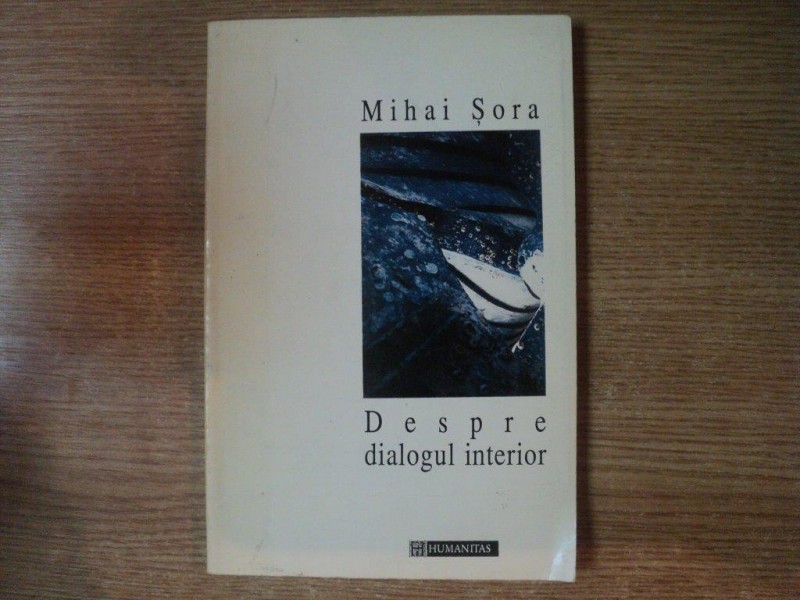 Mihai Șora
Despre
dialogul interior
HUMANITAS